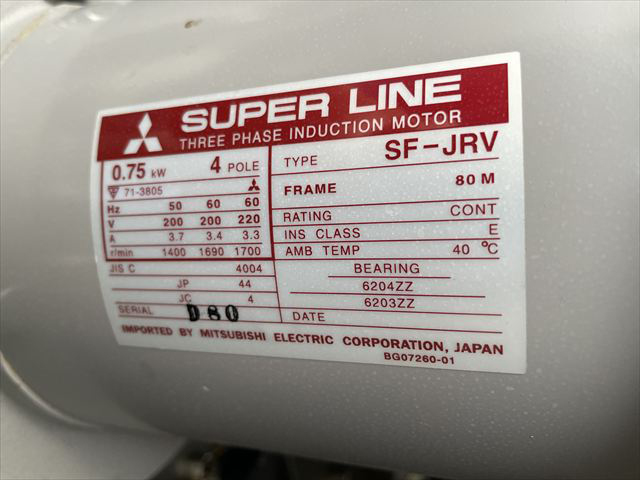 SUPER LINE
THREE PHASE INDUCTION MOTOR
0.75 kW 4 POLE
71-3805
Hz 50 60 60
V 200 200 220
A 3.7 3.4 3.3
r/min 1400 1690 1700
JIS C 4004
JP 44
JC 4
SERIAL D80
TYPE SF-JRV
FRAME 80 M
RATING CONT
INS CLASS E
AMB TEMP 40 ℃
BEARING
6204ZZ
6203ZZ
DATE
IMPORTED BY MITSUBISHI ELECTRIC CORPORATION, JAPAN
BG07260-01